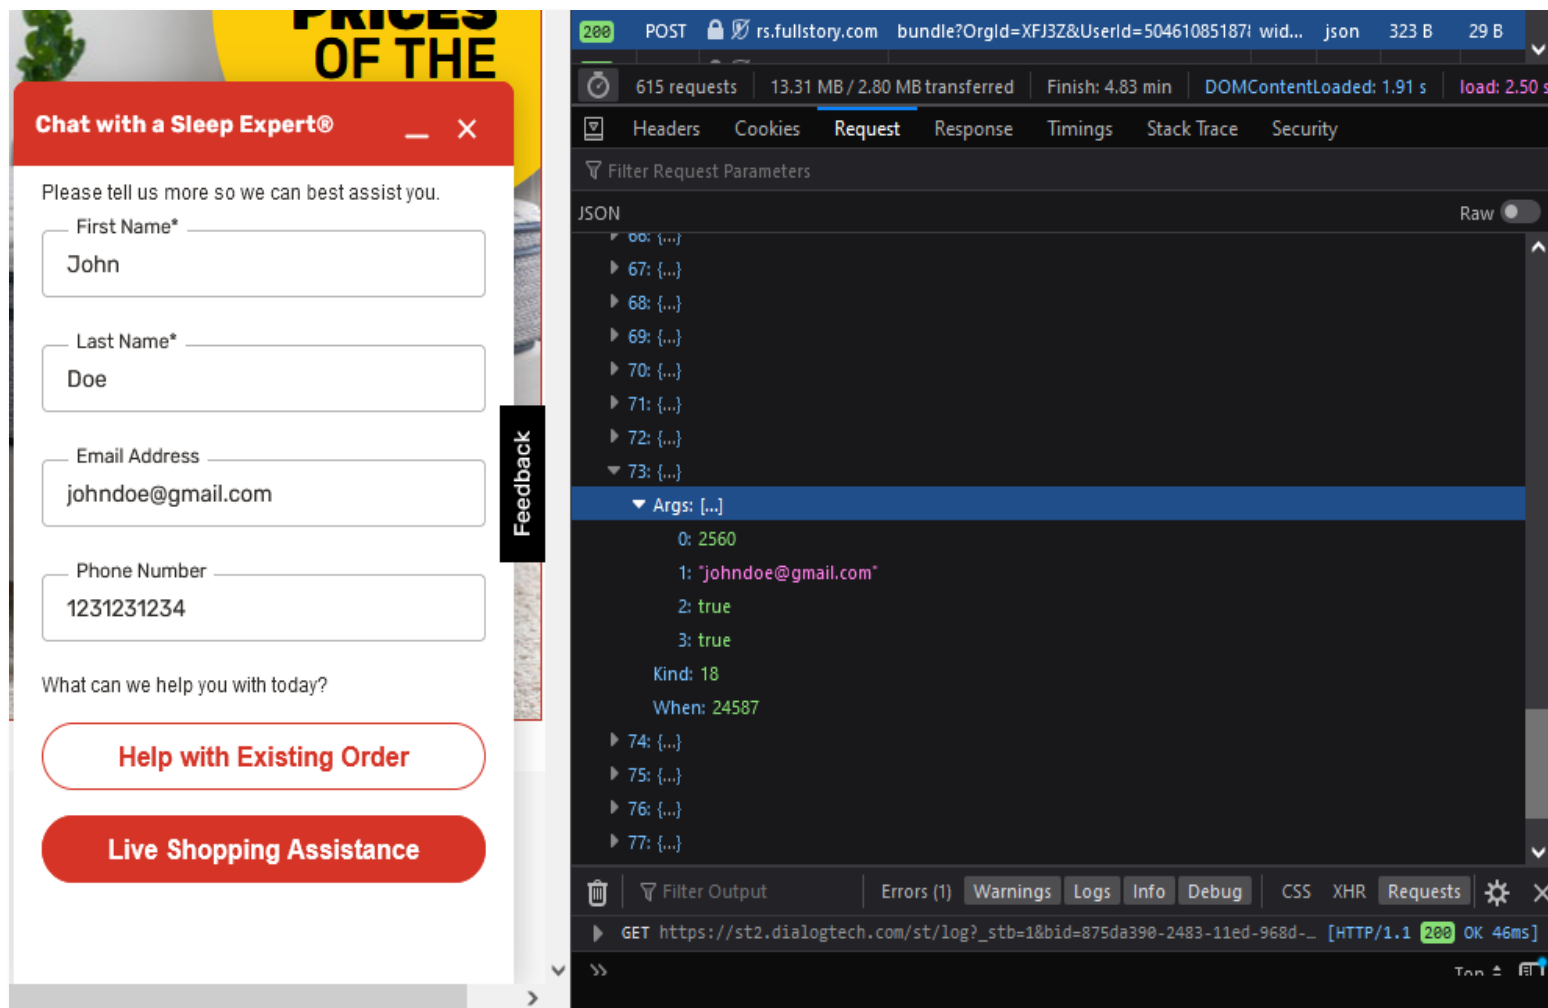 PRICES
OF THE
Chat with a Sleep Expert®
Please tell us more so we can best assist you.
First Name*
John
Last Name*
Doe
Email Address
johndoe@gmail.com
Phone Number
1231231234
What can we help you with today?
Help with Existing Order
Live Shopping Assistance
Feedback
200 POST rs.fullstory.com bundle?OrgId=XFJ3Z&UserId=504610851878 wid... json 323 B 29 B
615 requests 13.31 MB / 2.80 MB transferred Finish: 4.83 min DOMContentLoaded: 1.91 s load: 2.50 s
Headers Cookies Request Response Timings Stack Trace Security
Filter Request Parameters
JSON Raw
66: {...}
67: {...}
68: {...}
69: {...}
70: {...}
71: {...}
72: {...}
73: {...}
Args: [...]
0: 2560
1: "johndoe@gmail.com"
2: true
3: true
Kind: 18
When: 24587
74: {...}
75: {...}
76: {...}
77: {...}
Filter Output Errors (1) Warnings Logs Info Debug CSS XHR Requests
GET https://st2.dialogtech.com/st/log?_stb=1&bid=875da390-2483-11ed-968d-… [HTTP/1.1 200 OK 46ms]
Top